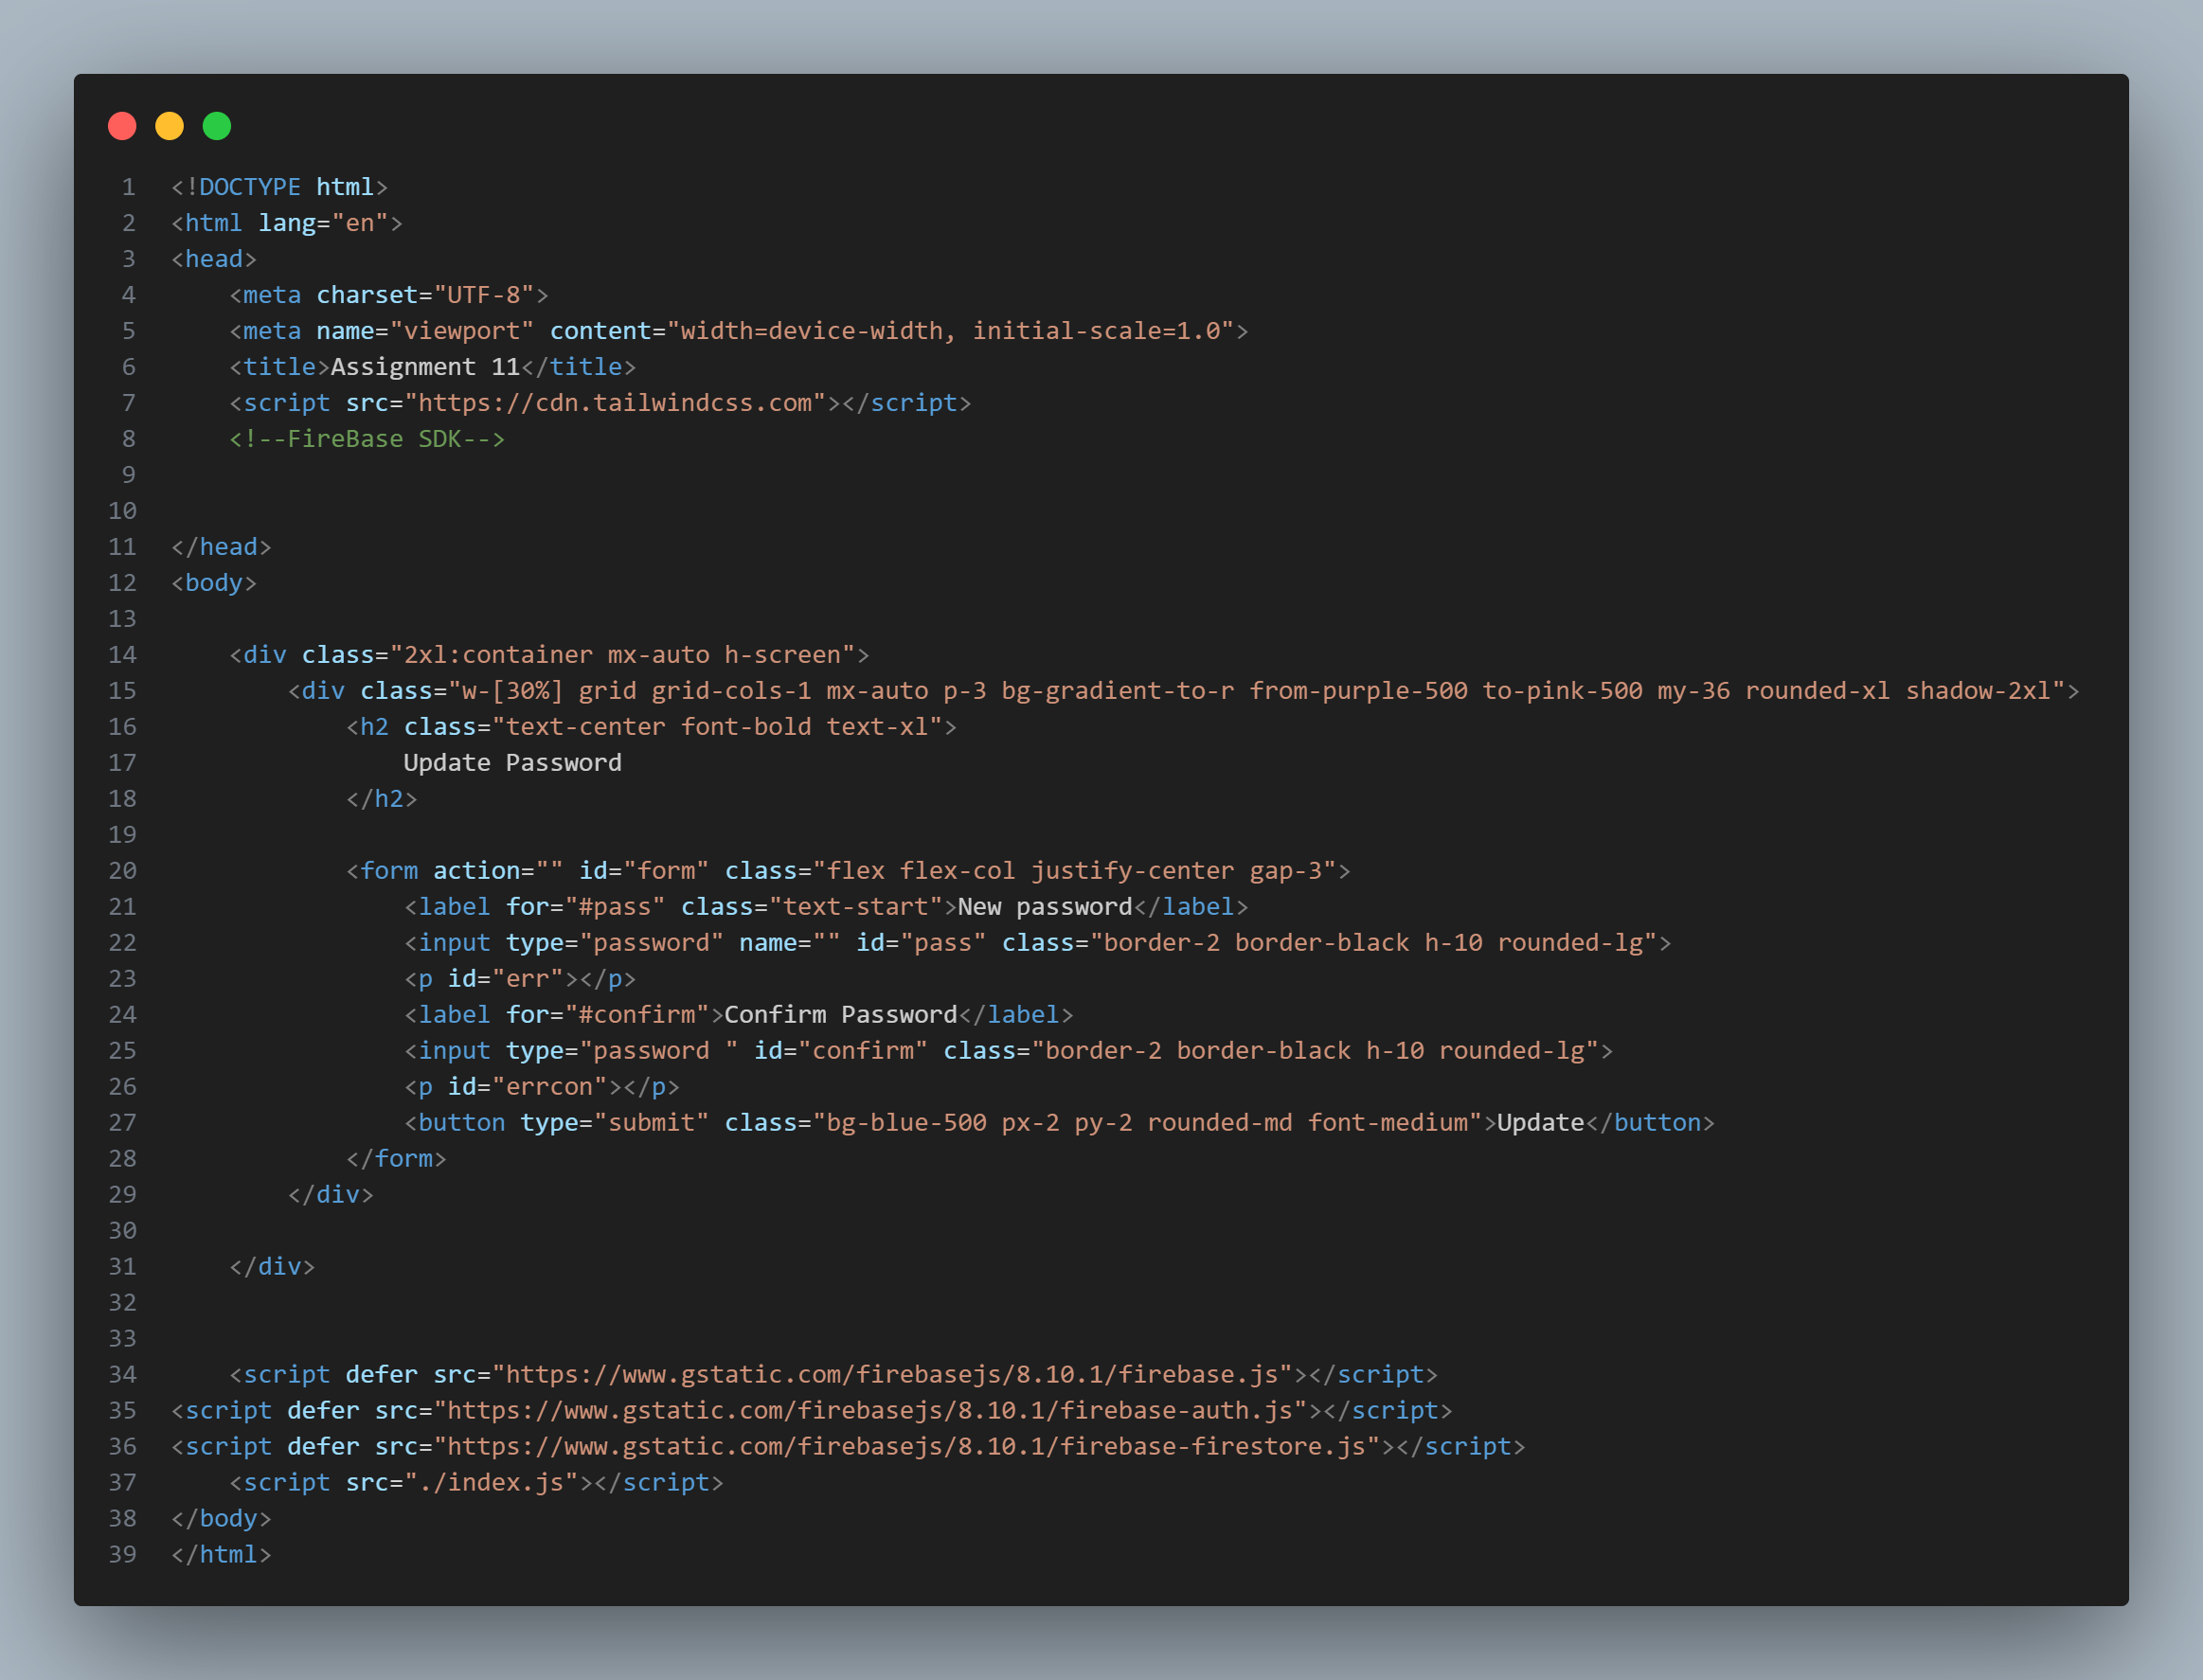 1 <!DOCTYPE html>
2 <html lang="en">
3 <head>
4     <meta charset="UTF-8">
5     <meta name="viewport" content="width=device-width, initial-scale=1.0">
6     <title>Assignment 11</title>
7     <script src="https://cdn.tailwindcss.com"></script>
8     <!--FireBase SDK-->
9
10
11 </head>
12 <body>
13
14     <div class="2xl:container mx-auto h-screen">
15         <div class="w-[30%] grid grid-cols-1 mx-auto p-3 bg-gradient-to-r from-purple-500 to-pink-500 my-36 rounded-xl shadow-2xl">
16             <h2 class="text-center font-bold text-xl">
17                 Update Password
18             </h2>
19
20             <form action="" id="form" class="flex flex-col justify-center gap-3">
21                 <label for="#pass" class="text-start">New password</label>
22                 <input type="password" name="" id="pass" class="border-2 border-black h-10 rounded-lg">
23                 <p id="err"></p>
24                 <label for="#confirm">Confirm Password</label>
25                 <input type="password " id="confirm" class="border-2 border-black h-10 rounded-lg">
26                 <p id="errcon"></p>
27                 <button type="submit" class="bg-blue-500 px-2 py-2 rounded-md font-medium">Update</button>
28             </form>
29         </div>
30
31     </div>
32
33
34     <script defer src="https://www.gstatic.com/firebasejs/8.10.1/firebase.js"></script>
35 <script defer src="https://www.gstatic.com/firebasejs/8.10.1/firebase-auth.js"></script>
36 <script defer src="https://www.gstatic.com/firebasejs/8.10.1/firebase-firestore.js"></script>
37     <script src="./index.js"></script>
38 </body>
39 </html>